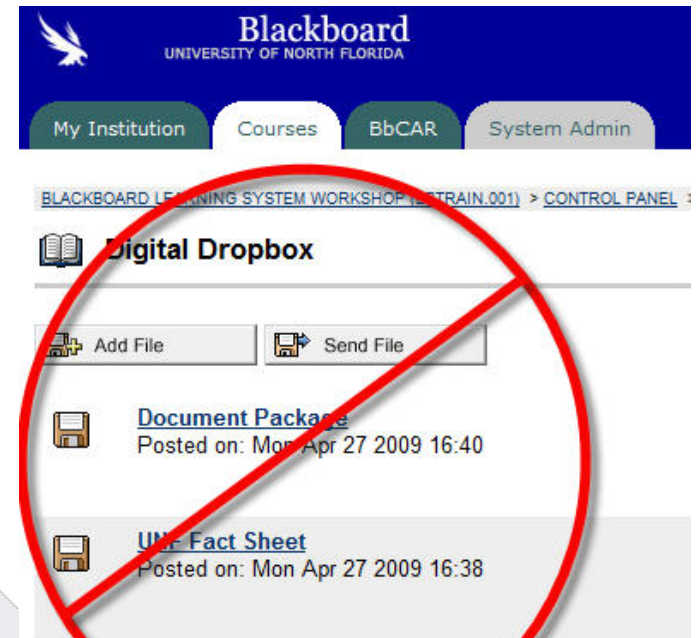 Blackboard
UNIVERSITY OF NORTH FLORIDA
My Institution Courses BbCAR System Admin
BLACKBOARD LEARNING SYSTEM WORKSHOP > CONTROL PANEL >
Digital Dropbox
Add File Send File
Document Package
Posted on: Mon Apr 27 2009 16:40
UNF Fact Sheet
Posted on: Mon Apr 27 2009 16:38